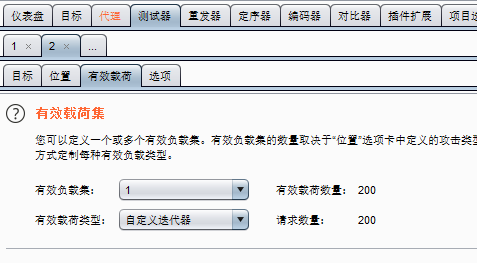 仪表盘 目标 代理 测试器 重发器 定序器 编码器 对比器 插件扩展 项目选
1 × 2 × ...
目标 位置 有效载荷 选项
? 有效载荷集
您可以定义一个或多个有效负载集。有效负载集的数量取决于“位置”选项卡中定义的攻击类型
方式定制每种有效负载类型。
有效负载集: 1 有效载荷数量: 200
有效载荷类型: 自定义迭代器 请求数量: 200